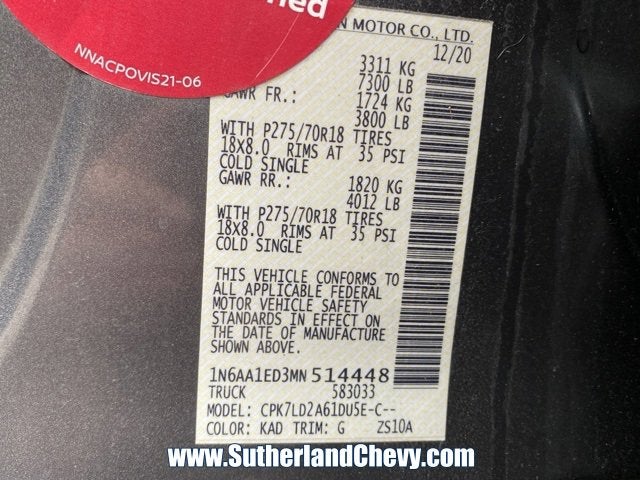 ned
NNACPOVIS21-06
N MOTOR CO., LTD.
12/20
3311 KG
7300 LB
GAWR FR.: 1724 KG
3800 LB
WITH P275/70R18 TIRES
18X8.0 RIMS AT 35 PSI
COLD SINGLE
GAWR RR.: 1820 KG
4012 LB
WITH P275/70R18 TIRES
18X8.0 RIMS AT 35 PSI
COLD SINGLE
THIS VEHICLE CONFORMS TO
ALL APPLICABLE FEDERAL
MOTOR VEHICLE SAFETY
STANDARDS IN EFFECT ON
THE DATE OF MANUFACTURE
SHOWN ABOVE.
1N6AA1ED3MN514448
TRUCK 583033
MODEL: CPK7LD2A61DU5E-C--
COLOR: KAD TRIM: G ZS10A
www.SutherlandChevy.com